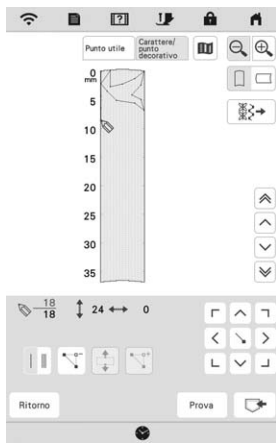 Punto utile
Carattere/
punto
decorativo
0
mm
5
10
15
20
25
30
35
18
18
24
0
Ritorno
Prova